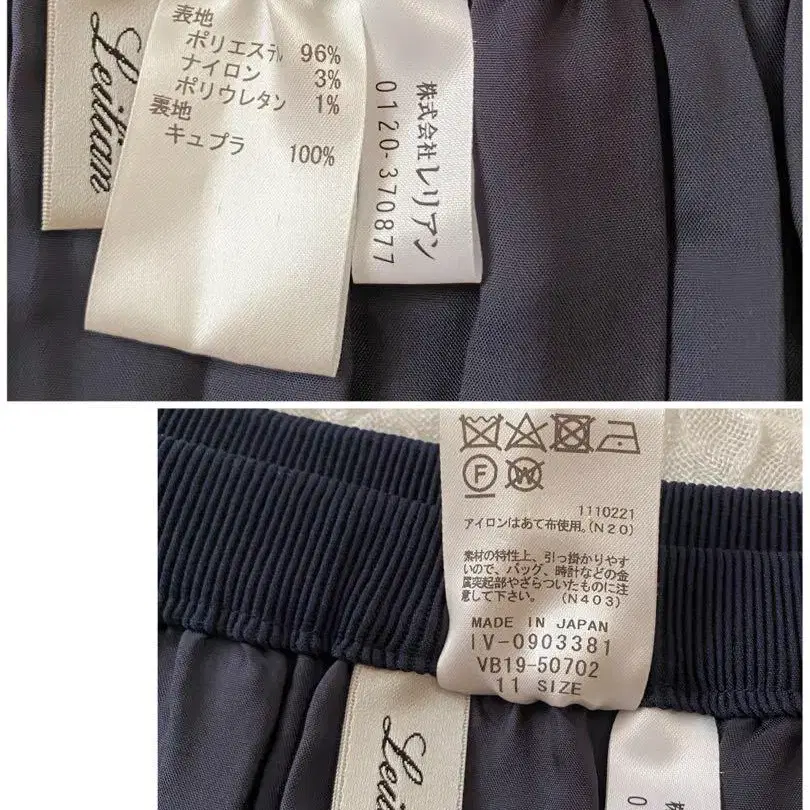 Leilian
表地
ポリエステル 96%
ナイロン 3%
ポリウレタン 1%
裏地
キュプラ 100%
株式会社レリアン
0120-370877
F
W
1110221
アイロンはあて布使用。(N20)
素材の特性上、引っ掛かりやす
いので、バッグ、時計などの金
属突起部やざらついたものに注
意して下さい。 (N403)
MADE IN JAPAN
IV-0903381
VB19-50702
11 SIZE
Leilian
株
0